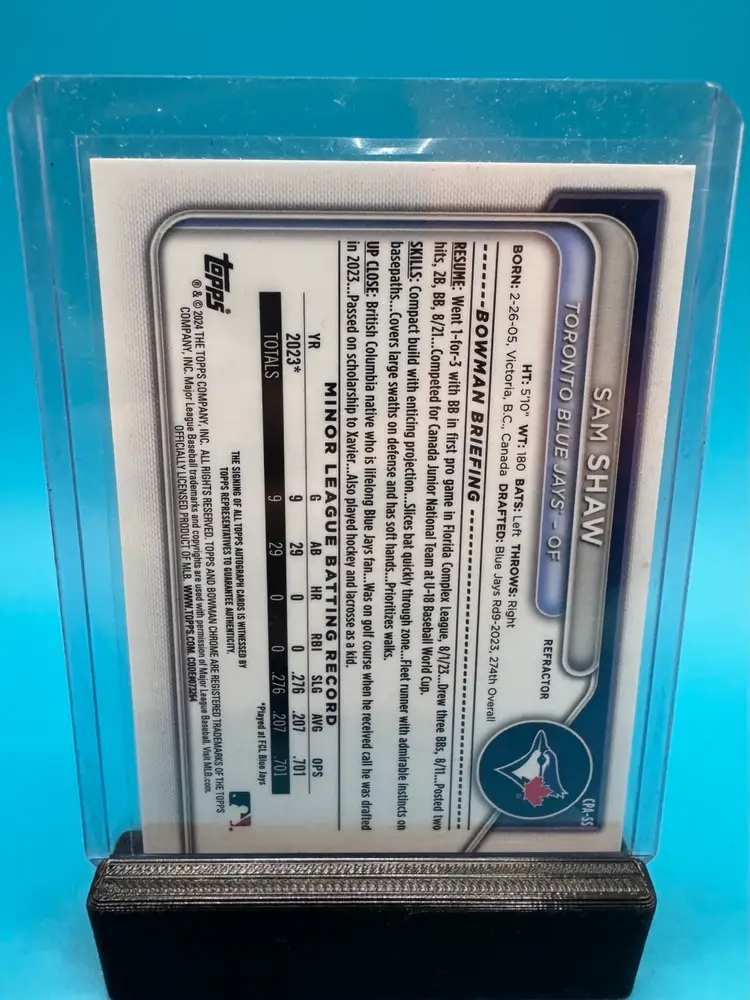 CPA-SS
SAM SHAW
TORONTO BLUE JAYS™ - OF
REFRACTOR
HT: 5'10" WT: 180 BATS: Left THROWS: Right
BORN: 2-26-05, Victoria, B.C., Canada DRAFTED: Blue Jays Rd9-2023, 274th Overall
BOWMAN BRIEFING
RESUME: Went 1-for-3 with BB in first pro game in Florida Complex League, 8/1/23...Drew three BBs, 8/11...Posted two
hits, 2B, BB, 8/21...Competed for Canada Junior National Team at U-18 Baseball World Cup.
SKILLS: Compact build with enticing projection...Slices bat quickly through zone...Fleet runner with admirable instincts on
basepaths...Covers large swaths on defense and has soft hands...Prioritizes walks.
UP CLOSE: British Columbia native who is lifelong Blue Jays fan...Was on golf course when he received call he was drafted
in 2023...Passed on scholarship to Xavier...Also played hockey and lacrosse as a kid.
MINOR LEAGUE BATTING RECORD
YR G AB HR RBI SLG AVG OPS
2023* 9 29 0 0 .276 .207 .701
TOTALS 9 29 0 0 .276 .207 .701
*Played at FCL Blue Jays
THE SIGNING OF ALL TOPPS AUTOGRAPH CARDS IS WITNESSED BY
TOPPS REPRESENTATIVES TO GUARANTEE AUTHENTICITY.
topps®
® & © 2024 THE TOPPS COMPANY, INC. ALL RIGHTS RESERVED. TOPPS AND BOWMAN CHROME ARE REGISTERED TRADEMARKS OF THE TOPPS
COMPANY, INC. Major League Baseball trademarks and copyrights are used with permission of Major League Baseball. Visit MLB.com.
OFFICIALLY LICENSED PRODUCT OF MLB. WWW.TOPPS.COM. CODE#072364